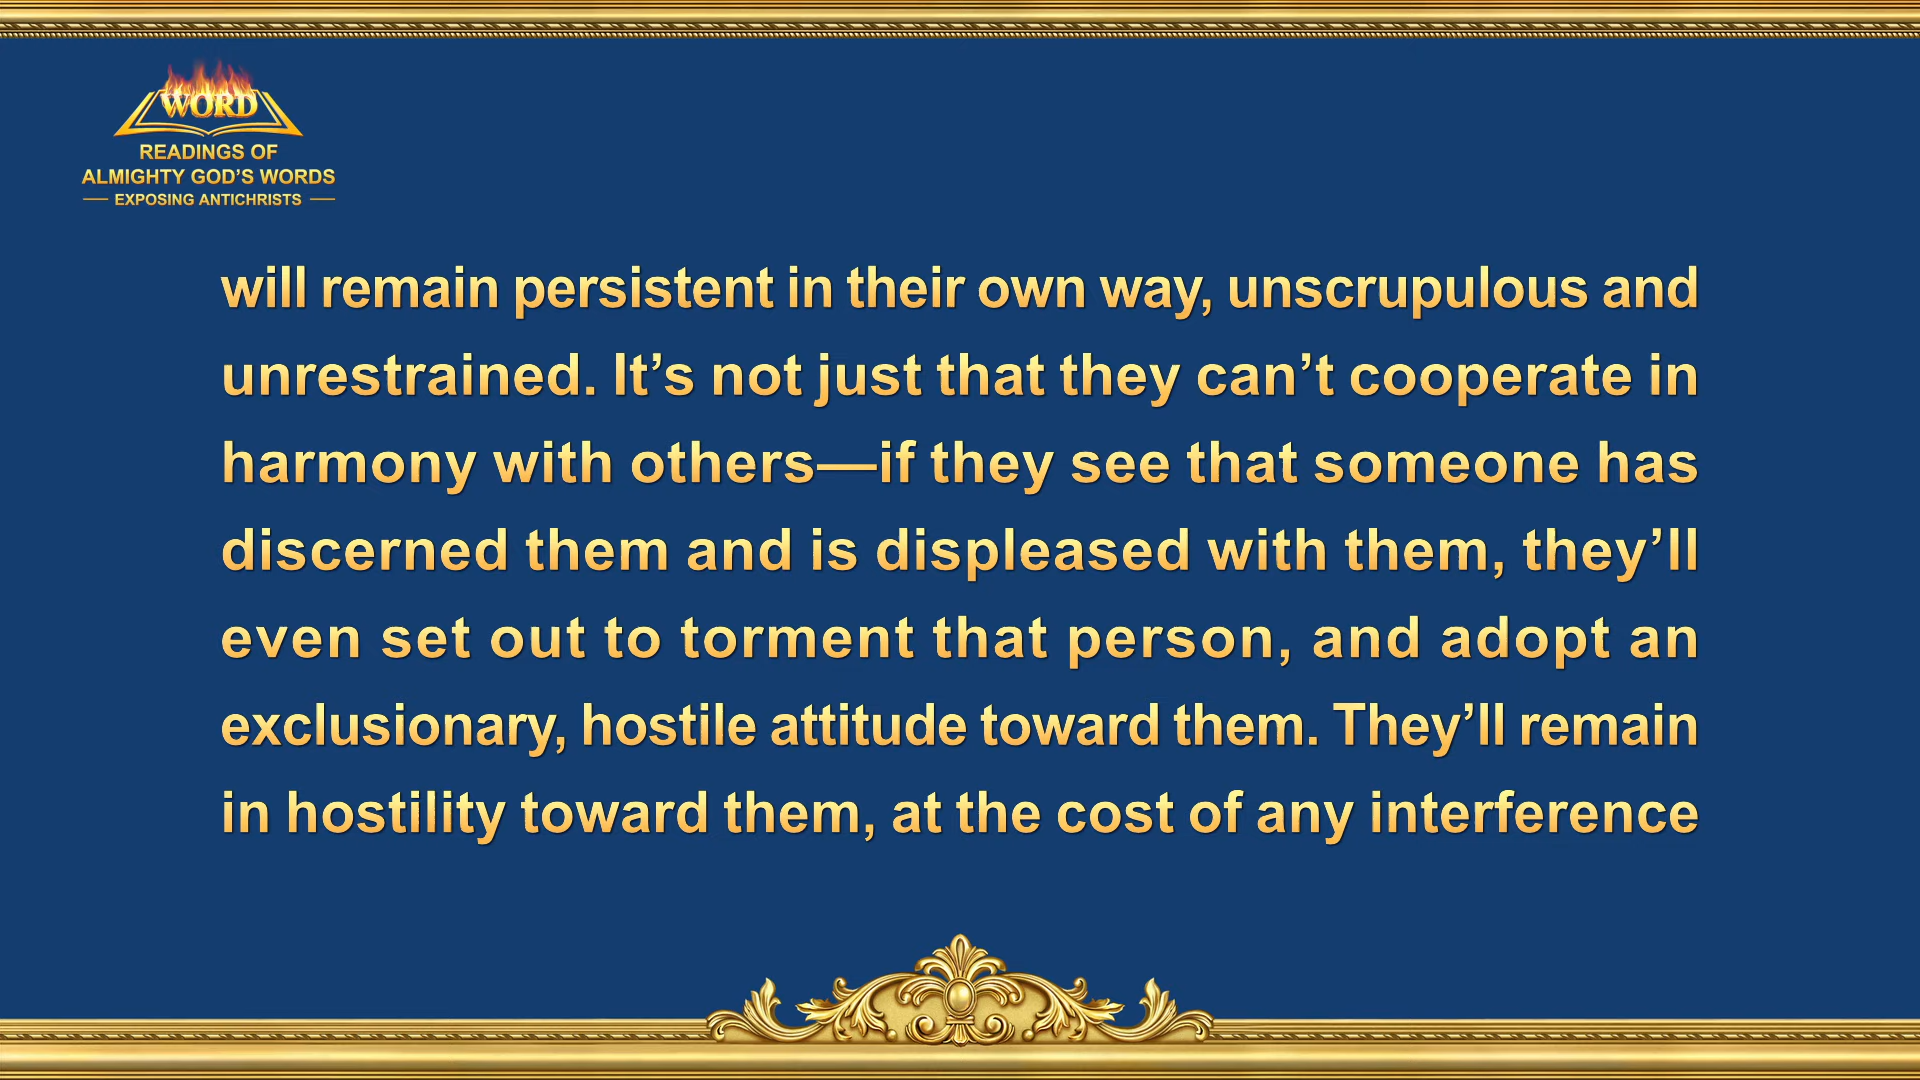 WORD
READINGS OF
ALMIGHTY GOD’S WORDS
EXPOSING ANTICHRISTS
will remain persistent in their own way, unscrupulous and
unrestrained. It’s not just that they can’t cooperate in
harmony with others—if they see that someone has
discerned them and is displeased with them, they’ll
even set out to torment that person, and adopt an
exclusionary, hostile attitude toward them. They’ll remain
in hostility toward them, at the cost of any interference